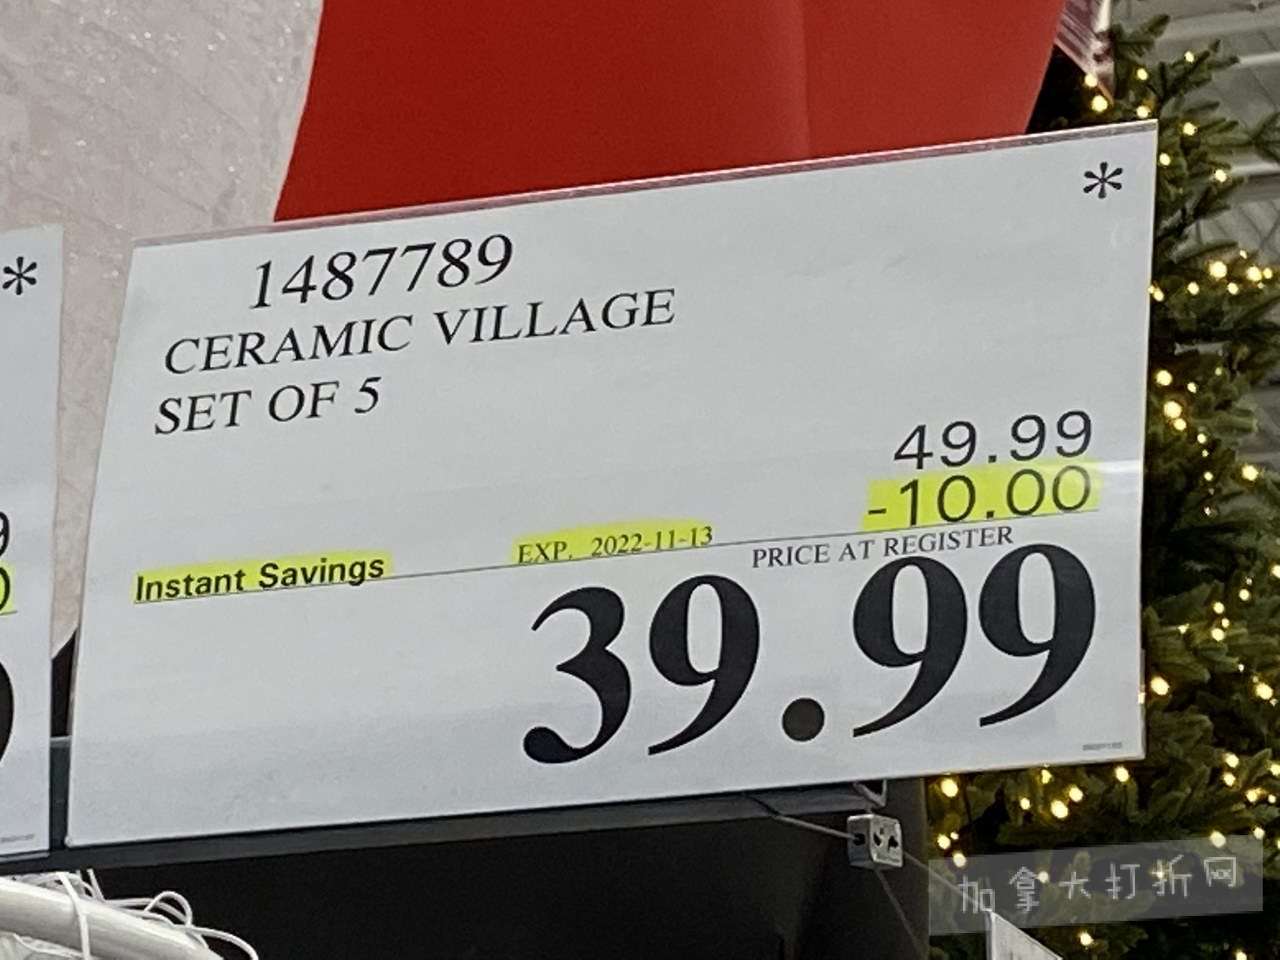 *
1487789
CERAMIC VILLAGE
SET OF 5
49.99
-10.00
Instant Savings
EXP. 2022-11-13
PRICE AT REGISTER
39.99
*
加拿大打折网